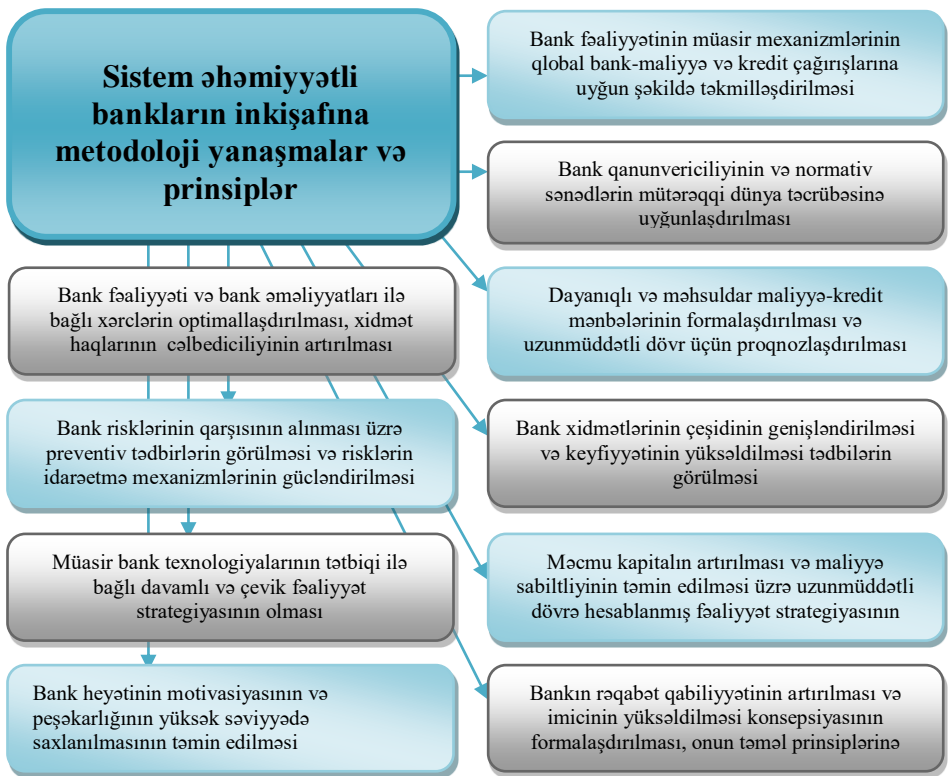 Sistem əhəmiyyətli
bankların inkişafına
metodoloji yanaşmalar və
prinsiplər
Bank fəaliyyətinin müasir mexanizmlərinin
qlobal bank-maliyyə və kredit çağırışlarına
uyğun şəkildə təkmilləşdirilməsi
Bank qanunvericiliyinin və normativ
sənədlərin mütərəqqi dünya təcrübəsinə
uyğunlaşdırılması
Bank fəaliyyəti və bank əməliyyatları ilə
bağlı xərclərin optimallaşdırılması, xidmət
haqlarının cəlbediciliyinin artırılması
Dayanıqlı və məhsuldar maliyyə-kredit
mənbələrinin formalaşdırılması və
uzunmüddətli dövr üçün proqnozlaşdırılması
Bank risklərinin qarşısının alınması üzrə
preventiv tədbirlərin görülməsi və risklərin
idarəetmə mexanizmlərinin gücləndirilməsi
Bank xidmətlərinin çeşidinin genişləndirilməsi
və keyfiyyətinin yüksəldilməsi tədbilərin
görülməsi
Müasir bank texnologiyalarının tətbiqi ilə
bağlı davamlı və çevik fəaliyyət
strategiyasının olması
Məcmu kapitalın artırılması və maliyyə
sabiltliyinin təmin edilməsi üzrə uzunmüddətli
dövrə hesablanmış fəaliyyət strategiyasının
Bank heyətinin motivasiyasının və
peşəkarlığının yüksək səviyyədə
saxlanılmasının təmin edilməsi
Bankın rəqabət qabiliyyətinin artırılması və
imicinin yüksəldilməsi konsepsiyasının
formalaşdırılması, onun təməl prinsiplərinə